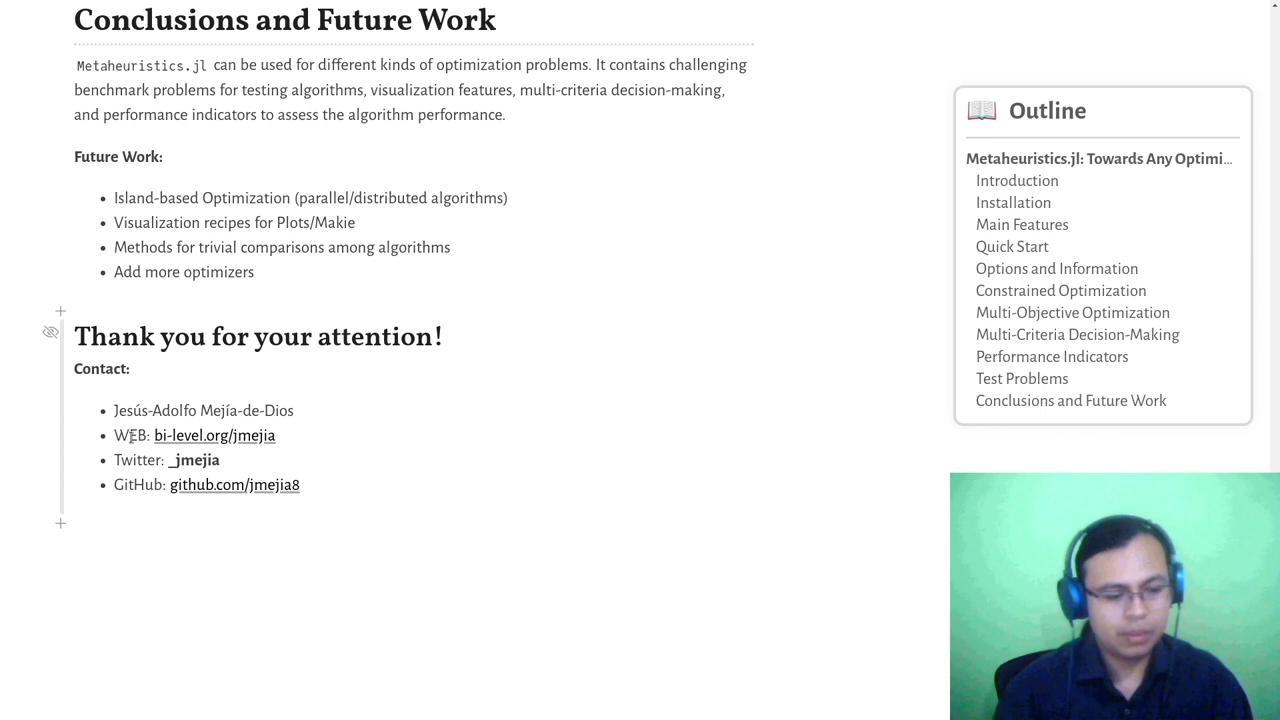 Conclusions and Future Work
Metaheuristics.jl can be used for different kinds of optimization problems. It contains challenging
benchmark problems for testing algorithms, visualization features, multi-criteria decision-making,
and performance indicators to assess the algorithm performance.
Future Work:
• Island-based Optimization (parallel/distributed algorithms)
• Visualization recipes for Plots/Makie
• Methods for trivial comparisons among algorithms
• Add more optimizers
Thank you for your attention!
Contact:
• Jesús-Adolfo Mejía-de-Dios
• WEB: bi-level.org/jmejia
• Twitter: _jmejia
• GitHub: github.com/jmejia8
📖 Outline
Metaheuristics.jl: Towards Any Optimi...
Introduction
Installation
Main Features
Quick Start
Options and Information
Constrained Optimization
Multi-Objective Optimization
Multi-Criteria Decision-Making
Performance Indicators
Test Problems
Conclusions and Future Work